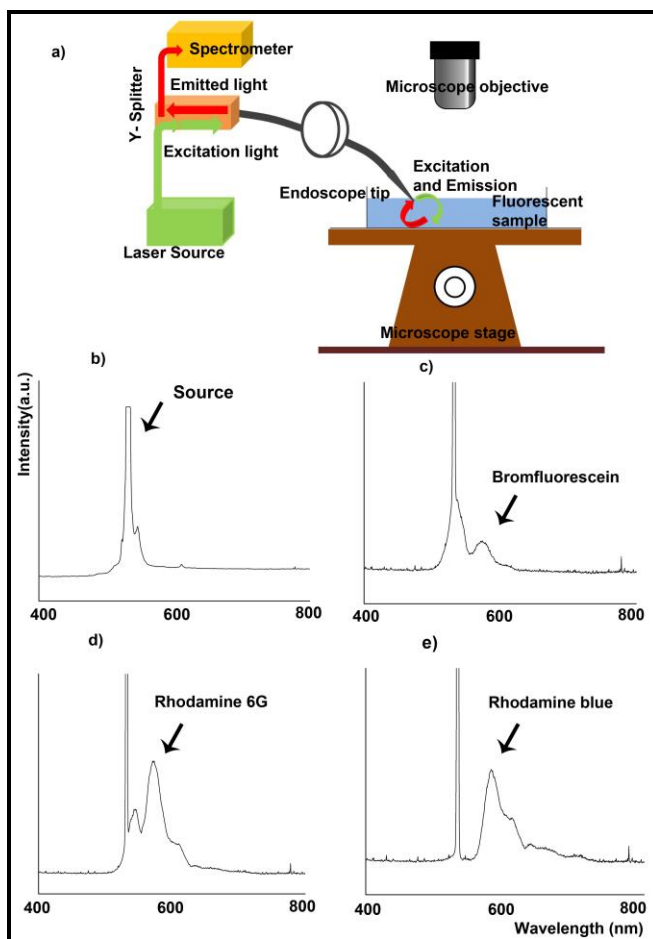 a)
Spectrometer
Y- Splitter
Emitted light
Excitation light
Laser Source
Microscope objective
Endoscope tip
Excitation
and Emission
Fluorescent
sample
Microscope stage
b)
Intensity(a.u.)
Source
400
600
800
c)
Bromfluorescein
400
600
800
d)
Rhodamine 6G
400
600
800
e)
Rhodamine blue
400
600
800
Wavelength (nm)